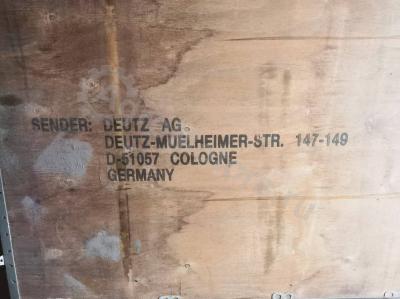 SENDER: DEUTZ AG
DEUTZ-MUELHEIMER-STR. 147-149
D-51057 COLOGNE
GERMANY